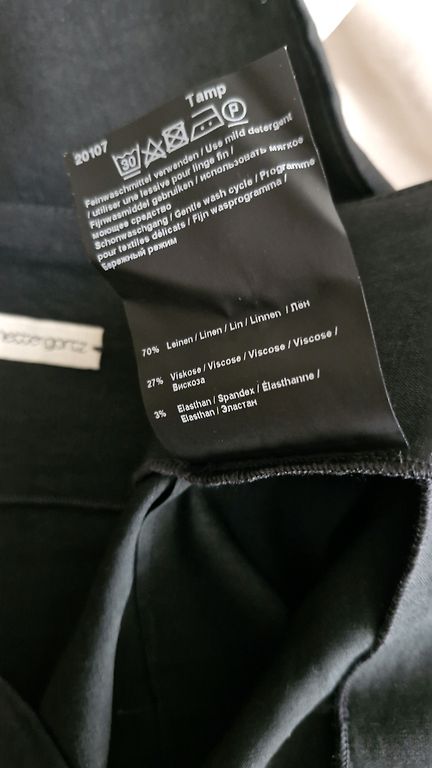 20107 Tamp
30 P
Feinwaschmittel verwenden / Use mild detergent
/ utiliser une lessive pour linge fin /
Fijnwasmiddel gebruiken / использовать мягкое
моющее средство
Schonwaschgang / Gentle wash cycle / Programme
pour textiles délicats / Fijn wasprogramma /
бережный режим
70% Leinen / Linen / Lin / Linnen / Лён
27% Viskose / Viscose / Viscose / Viscose /
Вискоза
3% Elasthan / Spandex / Élasthanne /
Elasthan / Эластан
görtz